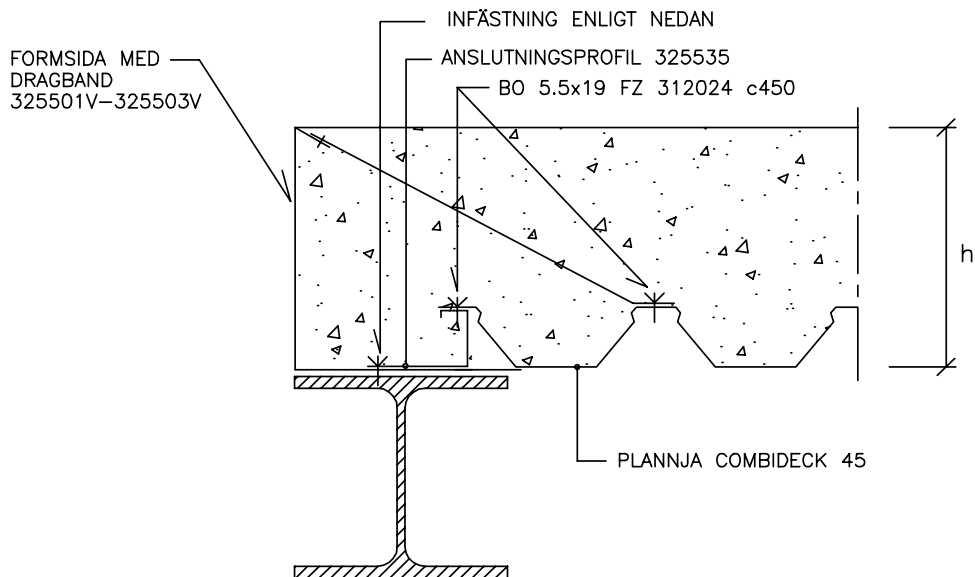 INFÄSTNING ENLIGT NEDAN
FORMSIDA MED
DRAGBAND
325501V-325503V
ANSLUTNINGSPROFIL 325535
BO 5.5x19 FZ 312024 c450
h
PLANNJA COMBIDECK 45